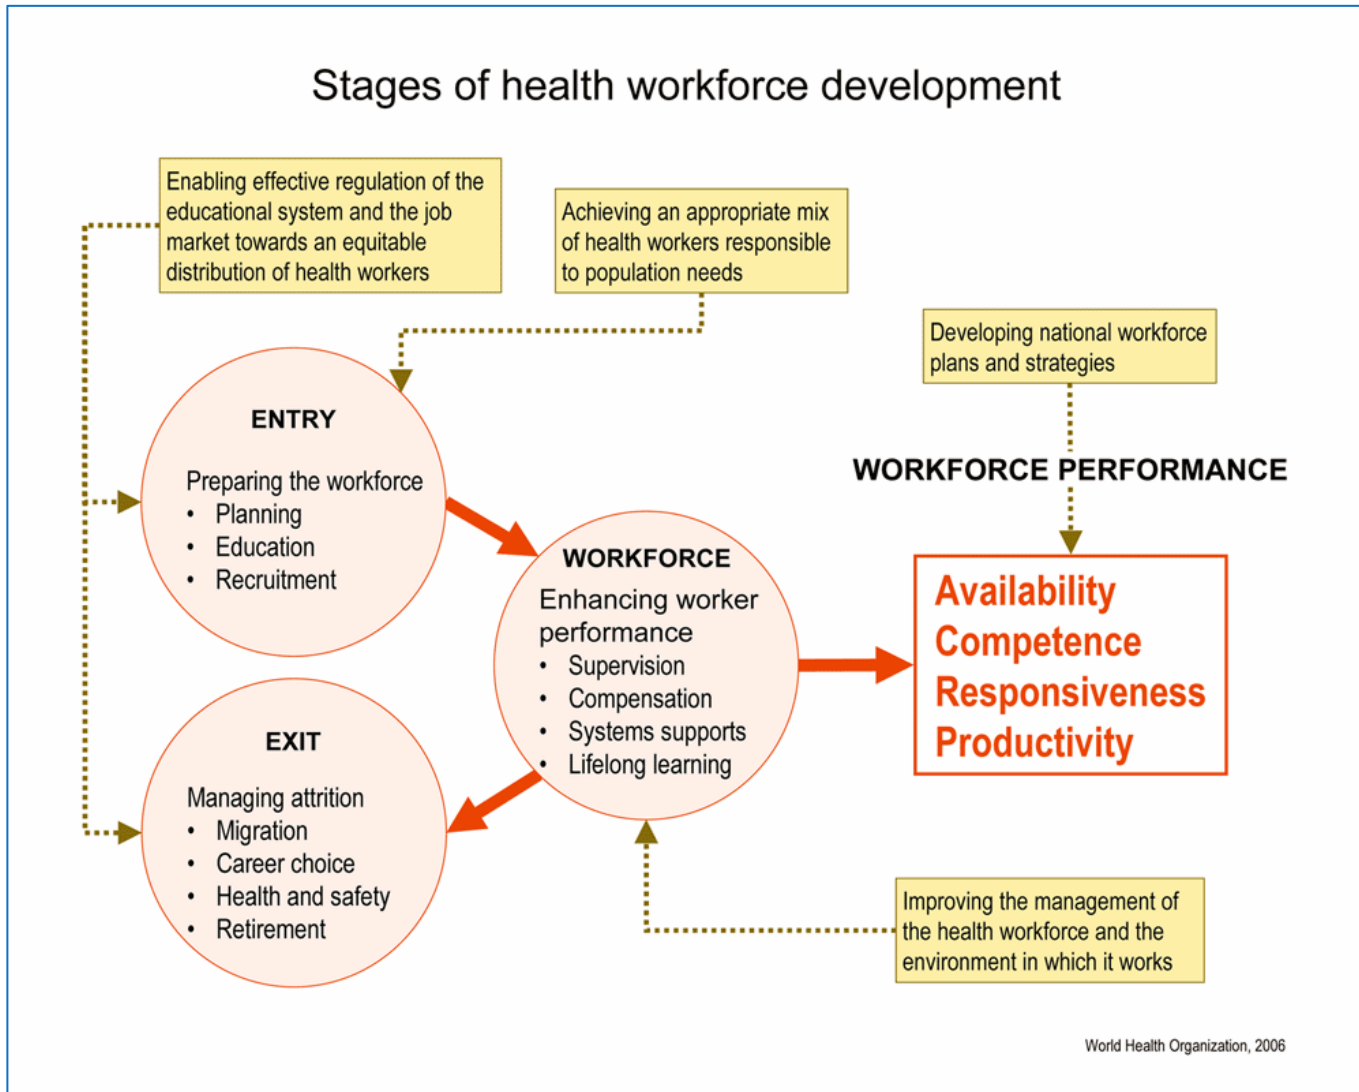 Stages of health workforce development
Enabling effective regulation of the
educational system and the job
market towards an equitable
distribution of health workers
Achieving an appropriate mix
of health workers responsible
to population needs
Developing national workforce
plans and strategies
ENTRY
Preparing the workforce
• Planning
• Education
• Recruitment
WORKFORCE
Enhancing worker
performance
• Supervision
• Compensation
• Systems supports
• Lifelong learning
WORKFORCE PERFORMANCE
Availability
Competence
Responsiveness
Productivity
EXIT
Managing attrition
• Migration
• Career choice
• Health and safety
• Retirement
Improving the management of
the health workforce and the
environment in which it works
World Health Organization, 2006